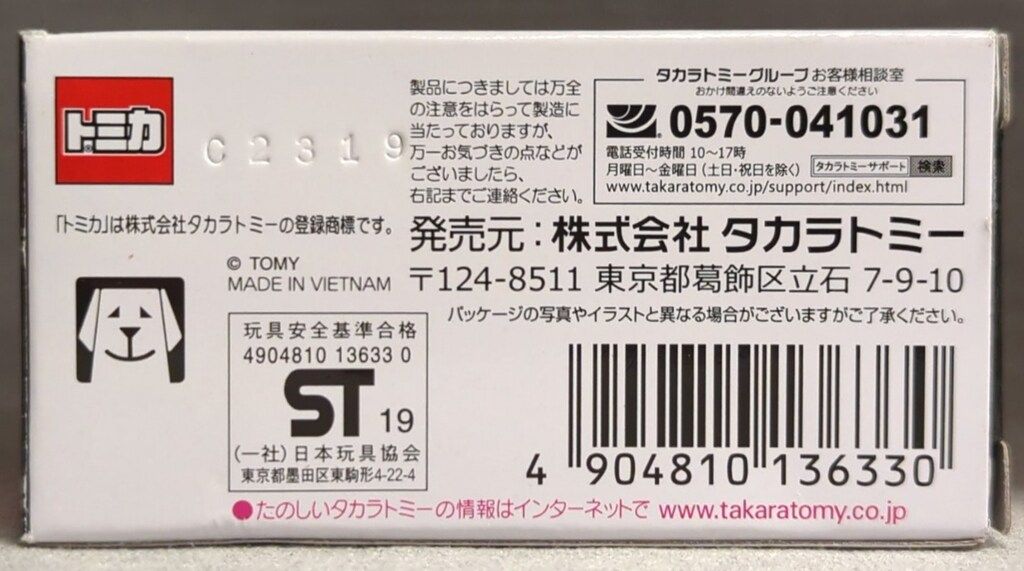 トミカ
C2319
「トミカ」は株式会社タカラトミーの登録商標です。
© TOMY
MADE IN VIETNAM
玩具安全基準合格
4904810 13633 0
ST 19
(一社)日本玩具協会
東京都墨田区東駒形4-22-4
製品につきましては万全
の注意をはらって製造に
当たっておりますが、
万一お気づきの点などが
ございましたら、
右記までご連絡ください。
タカラトミーグループ お客様相談室
おかけ間違えのないようご注意ください
0570-041031
電話受付時間 10〜17時
月曜日〜金曜日(土日・祝日を除く) タカラトミーサポート 検索
www.takaratomy.co.jp/support/index.html
発売元:株式会社 タカラトミー
〒124-8511 東京都葛飾区立石 7-9-10
パッケージの写真やイラストと異なる場合がございますがご了承ください。
4 904810 136330
●たのしいタカラトミーの情報はインターネットで www.takaratomy.co.jp